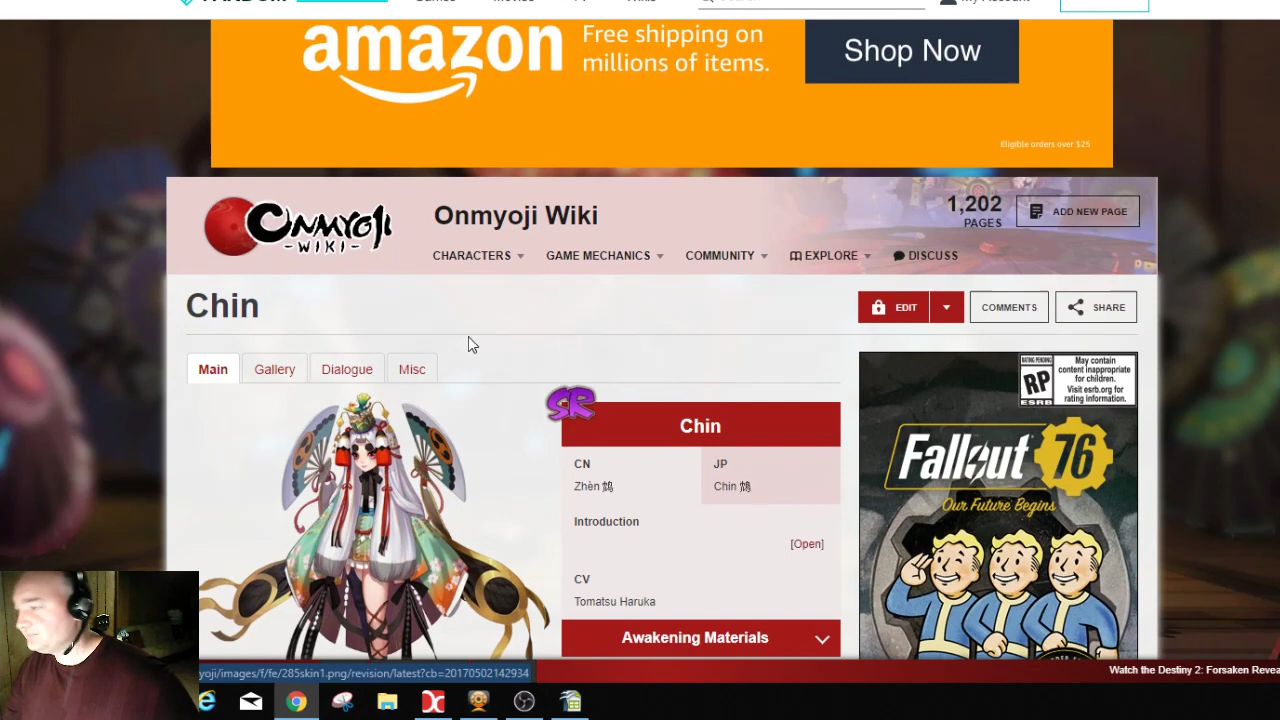 amazon
Free shipping on
millions of items.
Shop Now
Eligible orders over $25
ONMYOJI
-WIKI-
Onmyoji Wiki
1,202
PAGES
ADD NEW PAGE
CHARACTERS
GAME MECHANICS
COMMUNITY
EXPLORE
DISCUSS
Chin
EDIT
COMMENTS
SHARE
Main
Gallery
Dialogue
Misc
SR
Chin
CN
JP
Zhèn 鴆
Chin 鴆
Introduction
[Open]
CV
Tomatsu Haruka
Awakening Materials
RATING PENDING
RP
ESRB
May contain
content inappropriate
for children.
Visit esrb.org for
rating information.
Fallout 76
Our Future Begins
yoji/images/f/fe/285skin1.png/revision/latest?cb=20170502142934
Watch the Destiny 2: Forsaken Revea